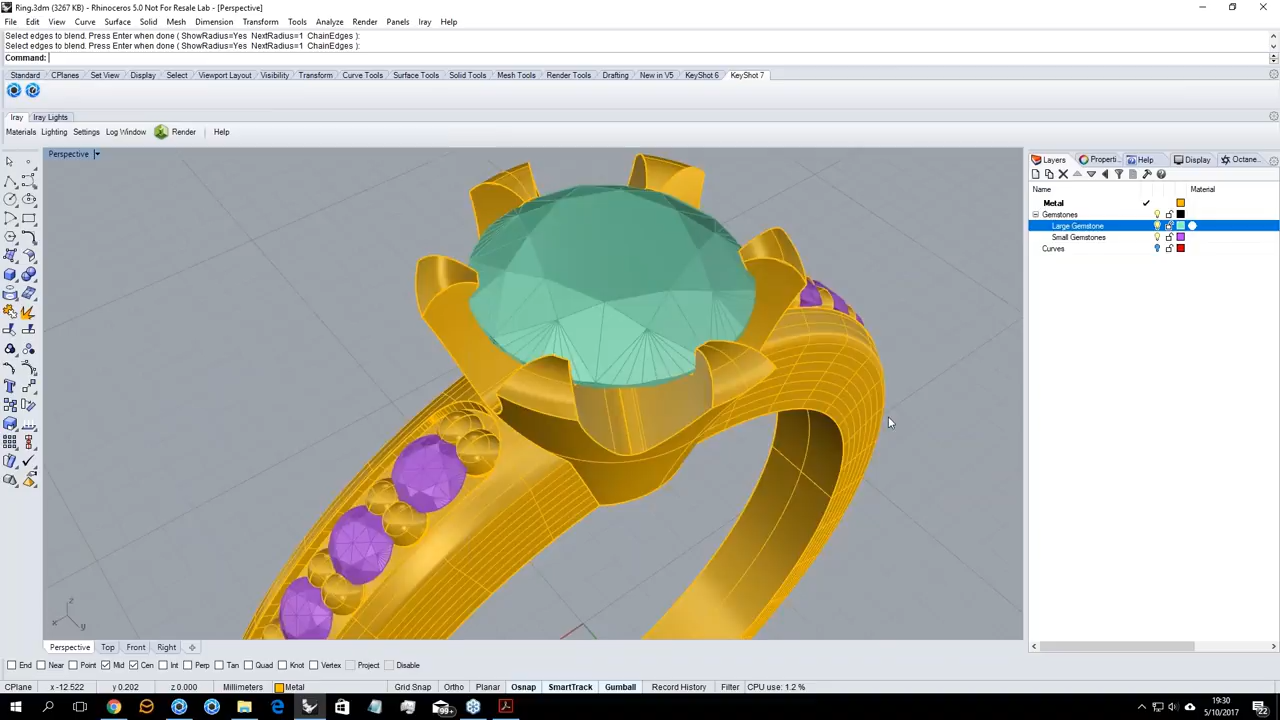 Ring.3dm (3267 KB) - Rhinoceros 5.0 Not For Resale Lab - [Perspective]
File Edit View Curve Surface Solid Mesh Dimension Transform Tools Analyze Render Panels Iray Help
Select edges to blend. Press Enter when done ( ShowRadius=Yes NextRadius=1 ChainEdges ):
Select edges to blend. Press Enter when done ( ShowRadius=Yes NextRadius=1 ChainEdges ):
Command:
Standard CPlanes Set View Display Select Viewport Layout Visibility Transform Curve Tools Surface Tools Solid Tools Mesh Tools Render Tools Drafting New in V5 KeyShot 6 KeyShot 7
Iray Iray Lights
Materials Lighting Settings Log Window Render Help
Perspective
Layers Properti... Help Display Octane...
Name Material
Metal
Gemstones
Large Gemstone
Small Gemstones
Curves
z
x y
Perspective Top Front Right
End Near Point Mid Cen Int Perp Tan Quad Knot Vertex Project Disable
CPlane x -12.522 y 0.202 z 0.000 Millimeters Metal Grid Snap Ortho Planar Osnap SmartTrack Gumball Record History Filter CPU use: 1.2 %
99+
19:30
5/10/2017
22